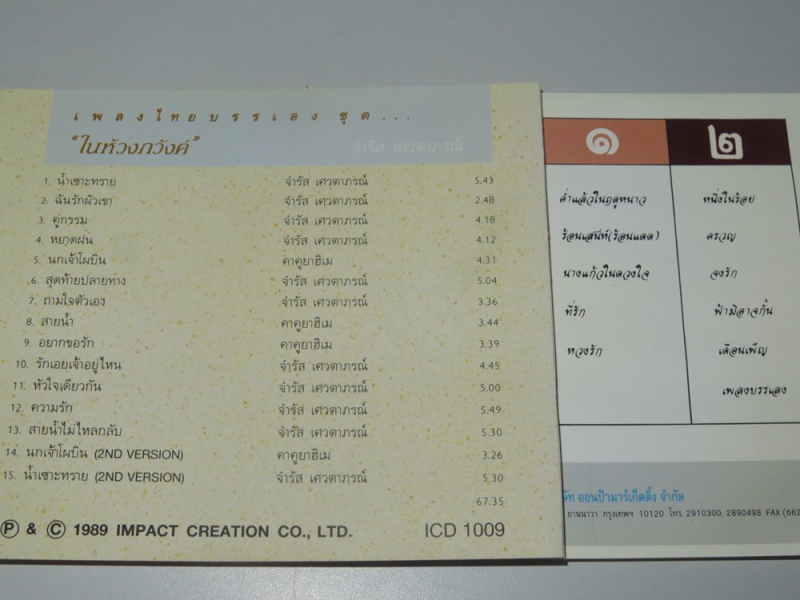 เพลงไทยบรรเลง ชุด...
"ในห้วงภวังค์"
จำรัส เศวตาภรณ์
1. น้ำเซาะทราย จำรัส เศวตาภรณ์ 5.43
2. ฉันรักผัวเขา จำรัส เศวตาภรณ์ 2.48
3. คู่กรรม จำรัส เศวตาภรณ์ 4.18
4. หยาดฝน จำรัส เศวตาภรณ์ 4.12
5. นกเจ้าโผบิน คาคูยาฮิเม 4.31
6. สุดท้ายปลายทาง จำรัส เศวตาภรณ์ 5.04
7. ถามใจตัวเอง จำรัส เศวตาภรณ์ 3.36
8. สายน้ำ คาคูยาฮิเม 3.44
9. อยากขอรัก คาคูยาฮิเม 3.39
10. รักเอยเจ้าอยู่ไหน จำรัส เศวตาภรณ์ 4.45
11. หัวใจเดียวกัน จำรัส เศวตาภรณ์ 5.00
12. ความรัก จำรัส เศวตาภรณ์ 5.49
13. สายน้ำไม่ไหลกลับ จำรัส เศวตาภรณ์ 5.30
14. นกเจ้าโผบิน (2ND VERSION) คาคูยาฮิเม 3.26
15. น้ำเซาะทราย (2ND VERSION) จำรัส เศวตาภรณ์ 5.30
67.35
Ⓟ & © 1989 IMPACT CREATION CO., LTD. ICD 1009
๑ ๒
ค่ำแล้วในฤดูหนาว หนึ่งในร้อย
ร้อนเสน่ห์(ร้อนแดด) ครวญ
นางแก้วในดวงใจ จงรัก
ที่รัก ฟ้ามิอาจกั้น
หวงรัก เดือนเพ็ญ
เพลงบรรเลง
ออนป้ามาร์เก็ตติ้ง จำกัด
ยานนาวา กรุงเทพฯ 10120 โทร. 2910300, 2890498 FAX (662